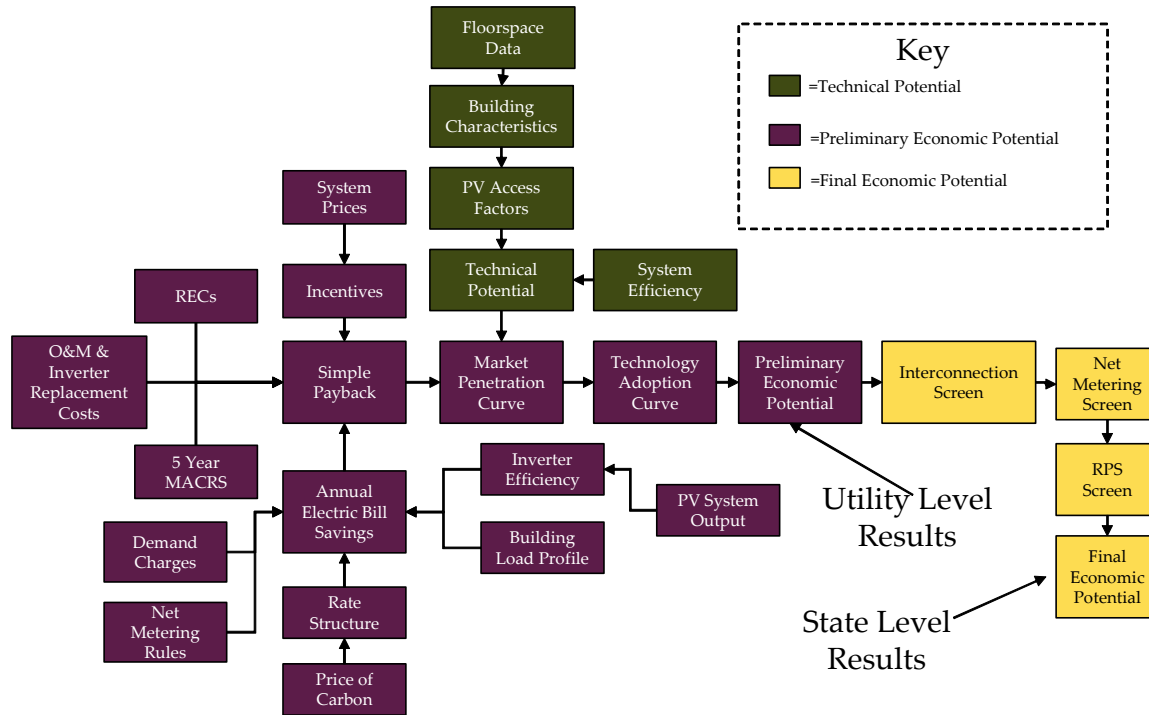 Floorspace
Data
Key
=Technical Potential
Building
Characteristics
=Preliminary Economic Potential
=Final Economic Potential
System
Prices
PV Access
Factors
RECs
Incentives
Technical
Potential
System
Efficiency
O&M &
Inverter
Replacement
Costs
Simple
Payback
Market
Penetration
Curve
Technology
Adoption
Curve
Preliminary
Economic
Potential
Interconnection
Screen
Net
Metering
Screen
5 Year
MACRS
Annual
Electric Bill
Savings
Inverter
Efficiency
PV System
Output
RPS
Screen
Utility Level
Results
Demand
Charges
Building
Load Profile
Final
Economic
Potential
Net
Metering
Rules
Rate
Structure
State Level
Results
Price of
Carbon